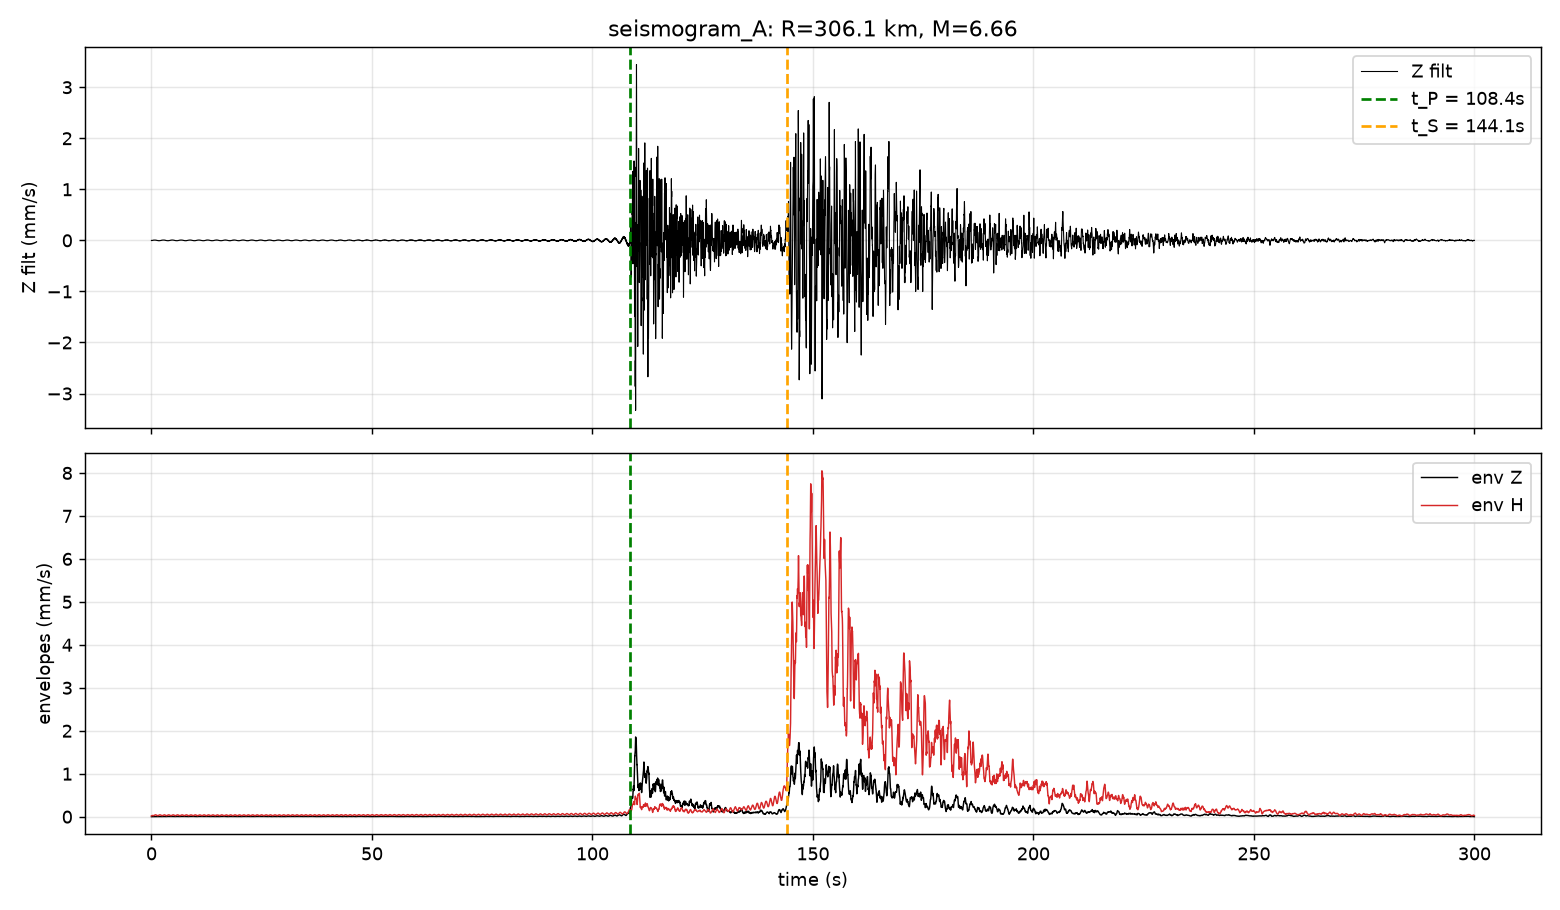 seismogram_A: R=306.1 km, M=6.66
Z filt (mm/s)
3
2
1
0
−1
−2
−3
Z filt
t_P = 108.4s
t_S = 144.1s
envelopes (mm/s)
8
7
6
5
4
3
2
1
0
env Z
env H
0 50 100 150 200 250 300
time (s)